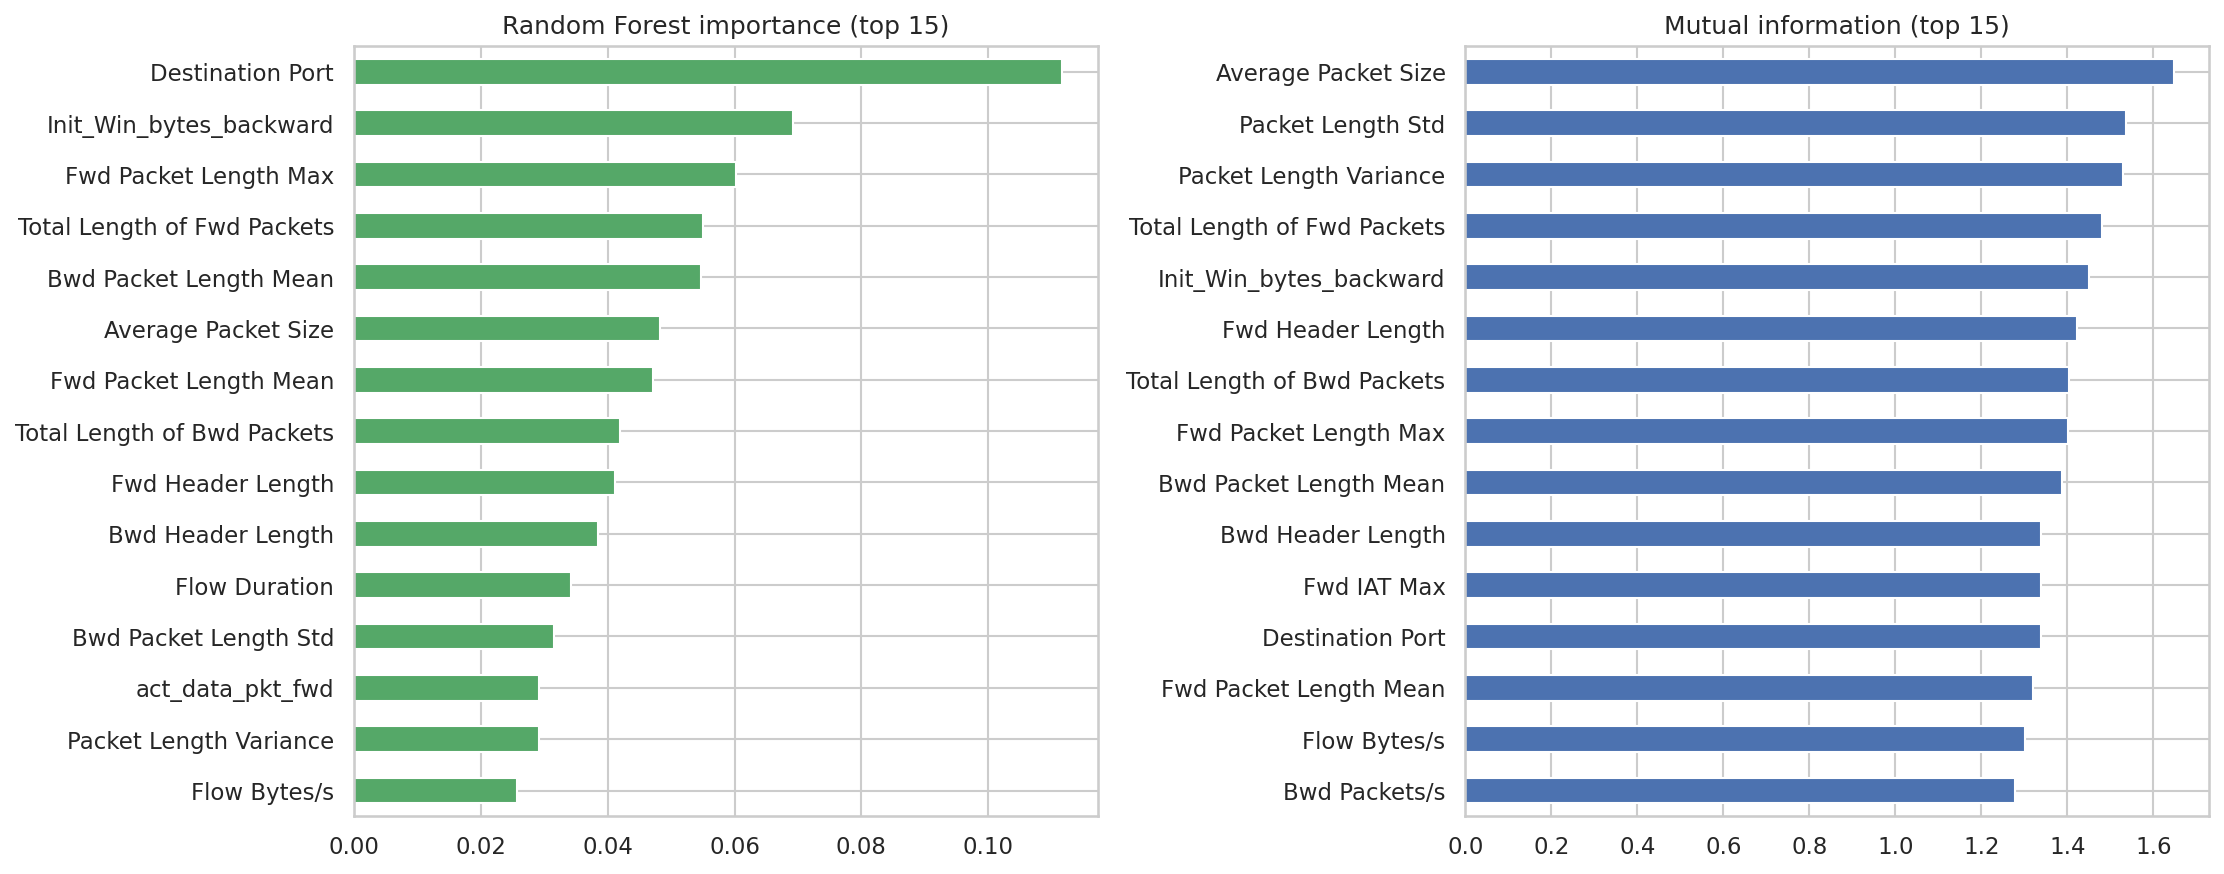 Random Forest importance (top 15)
Destination Port
Init_Win_bytes_backward
Fwd Packet Length Max
Total Length of Fwd Packets
Bwd Packet Length Mean
Average Packet Size
Fwd Packet Length Mean
Total Length of Bwd Packets
Fwd Header Length
Bwd Header Length
Flow Duration
Bwd Packet Length Std
act_data_pkt_fwd
Packet Length Variance
Flow Bytes/s
0.00 0.02 0.04 0.06 0.08 0.10
Mutual information (top 15)
Average Packet Size
Packet Length Std
Packet Length Variance
Total Length of Fwd Packets
Init_Win_bytes_backward
Fwd Header Length
Total Length of Bwd Packets
Fwd Packet Length Max
Bwd Packet Length Mean
Bwd Header Length
Fwd IAT Max
Destination Port
Fwd Packet Length Mean
Flow Bytes/s
Bwd Packets/s
0.0 0.2 0.4 0.6 0.8 1.0 1.2 1.4 1.6